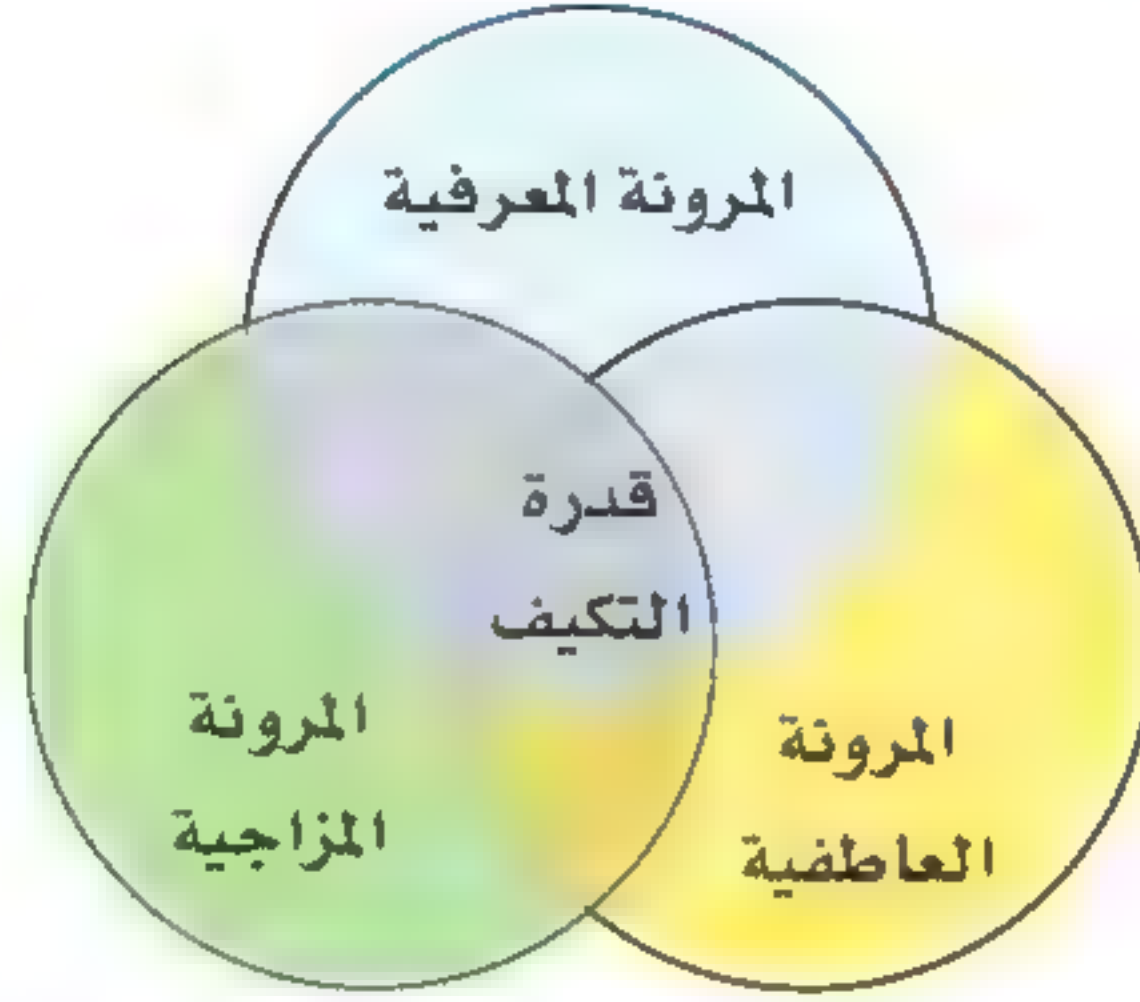 المرونة المعرفية
قدرة
التكيف
المرونة
المزاجية
المرونة
العاطفية